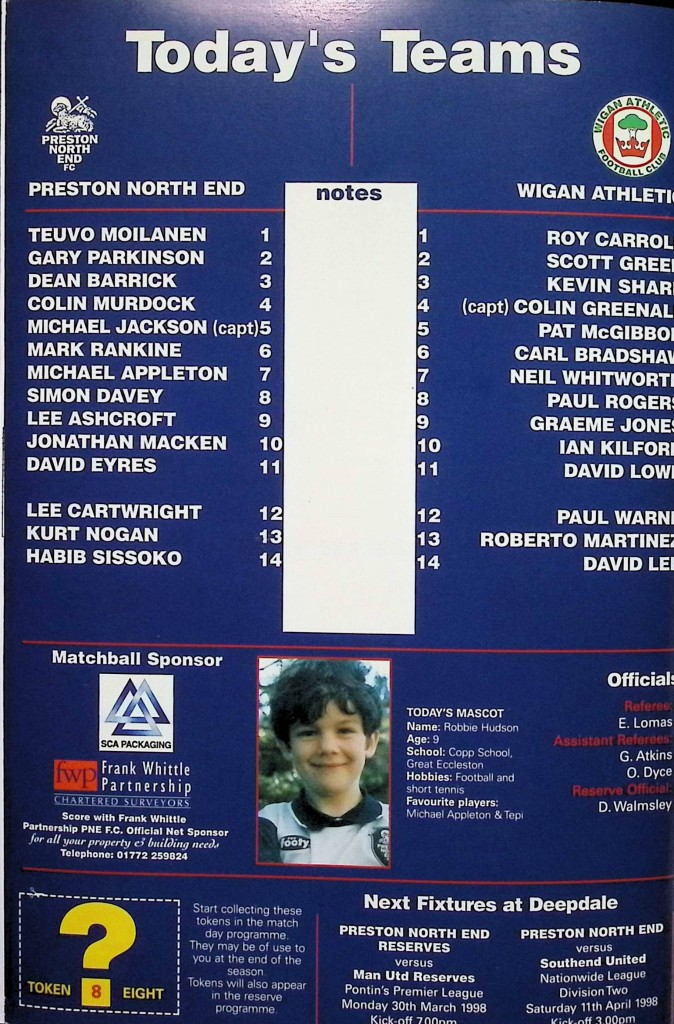 Today's Teams
PRESTON
NORTH
END
FC
WIGAN ATHLETIC
FOOTBALL CLUB
PRESTON NORTH END
notes
WIGAN ATHLETIC
TEUVO MOILANEN 1
GARY PARKINSON 2
DEAN BARRICK 3
COLIN MURDOCK 4
MICHAEL JACKSON (capt) 5
MARK RANKINE 6
MICHAEL APPLETON 7
SIMON DAVEY 8
LEE ASHCROFT 9
JONATHAN MACKEN 10
DAVID EYRES 11
LEE CARTWRIGHT 12
KURT NOGAN 13
HABIB SISSOKO 14
1 ROY CARROL
2 SCOTT GREE
3 KEVIN SHAR
4 (capt) COLIN GREENAL
5 PAT McGIBBO
6 CARL BRADSHAW
7 NEIL WHITWORTH
8 PAUL ROGERS
9 GRAEME JONES
10 IAN KILFOR
11 DAVID LOW
12 PAUL WARN
13 ROBERTO MARTINEZ
14 DAVID LE
Matchball Sponsor
SCA PACKAGING
fwp Frank Whittle
Partnership
CHARTERED SURVEYORS
Score with Frank Whittle
Partnership PNE F.C. Official Net Sponsor
for all your property & building needs
Telephone: 01772 259824
footy
TODAY'S MASCOT
Name: Robbie Hudson
Age: 9
School: Copp School,
Great Eccleston
Hobbies: Football and
short tennis
Favourite players:
Michael Appleton & Tepi
Officials
Referee:
E. Lomas
Assistant Referees:
G. Atkins
O. Dyce
Reserve Official:
D. Walmsley
?
TOKEN 8 EIGHT
Start collecting these
tokens in the match
day programme.
They may be of use to
you at the end of the
season.
Tokens will also appear
in the reserve
programme.
Next Fixtures at Deepdale
PRESTON NORTH END
RESERVES
versus
Man Utd Reserves
Pontin's Premier League
Monday 30th March 1998
Kick-off 7.00pm
PRESTON NORTH END
versus
Southend United
Nationwide League
Division Two
Saturday 11th April 1998
Kick-off 3.00pm